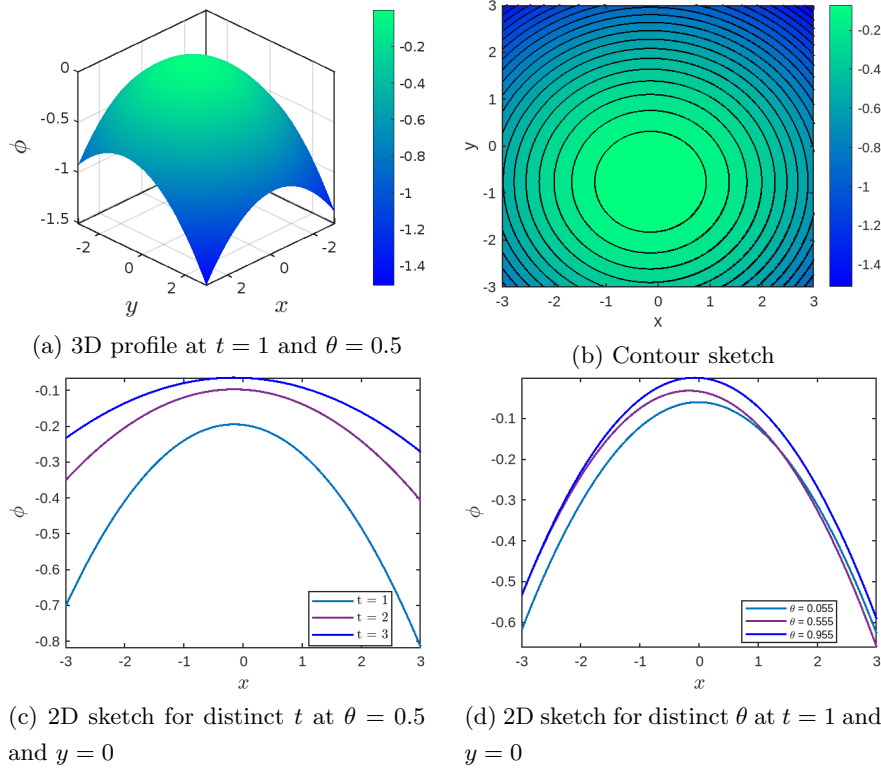 0
-0.5
-1
-1.5
ϕ
-2
0
2
y
2
0
-2
x
-0.2
-0.4
-0.6
-0.8
-1
-1.2
-1.4
(a) 3D profile at t = 1 and θ = 0.5
3
2
1
0
-1
-2
-3
y
-3 -2 -1 0 1 2 3
x
-0.2
-0.4
-0.6
-0.8
-1
-1.2
-1.4
(b) Contour sketch
-0.1
-0.2
-0.3
-0.4
-0.5
-0.6
-0.7
-0.8
ϕ
t = 1
t = 2
t = 3
-3 -2 -1 0 1 2 3
x
(c) 2D sketch for distinct t at θ = 0.5
and y = 0
-0.1
-0.2
-0.3
-0.4
-0.5
-0.6
ϕ
θ = 0.055
θ = 0.555
θ = 0.955
-3 -2 -1 0 1 2 3
x
(d) 2D sketch for distinct θ at t = 1 and
y = 0